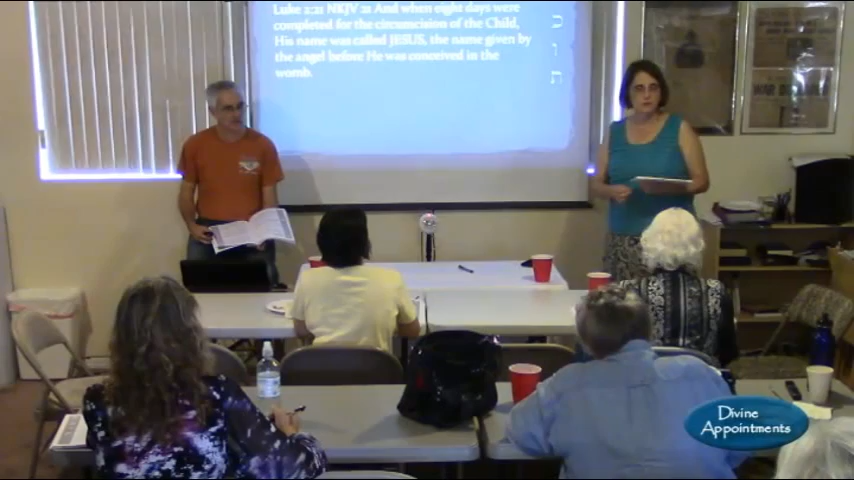 Luke 2:21 NKJV 21 And when eight days were
completed for the circumcision of the Child,
His name was called JESUS, the name given by
the angel before He was conceived in the
womb.
WAR
Divine
Appointments